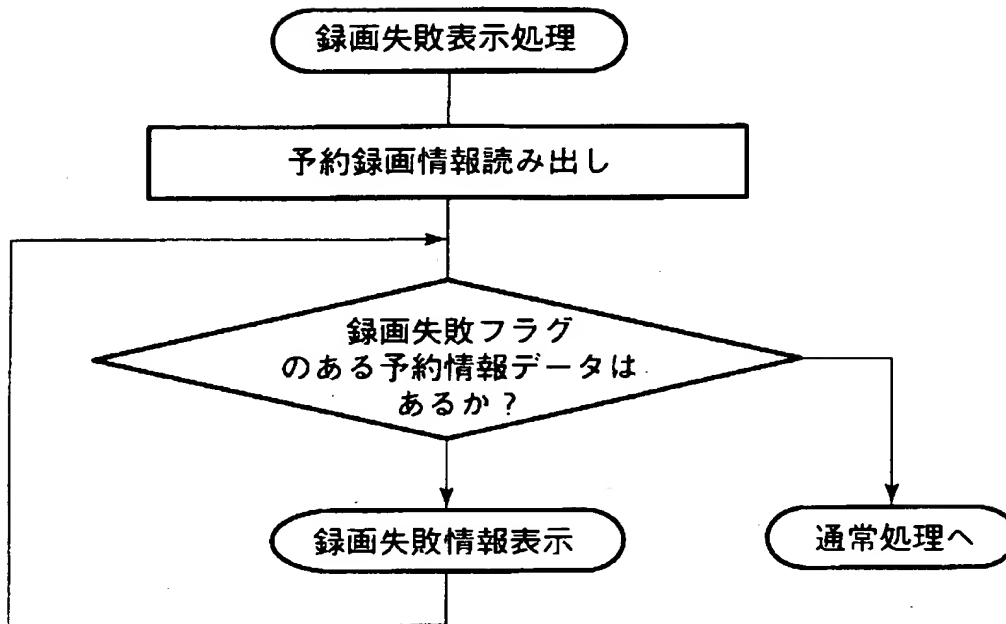 録画失敗表示処理
予約録画情報読み出し
録画失敗フラグ
のある予約情報データは
あるか?
録画失敗情報表示
通常処理へ